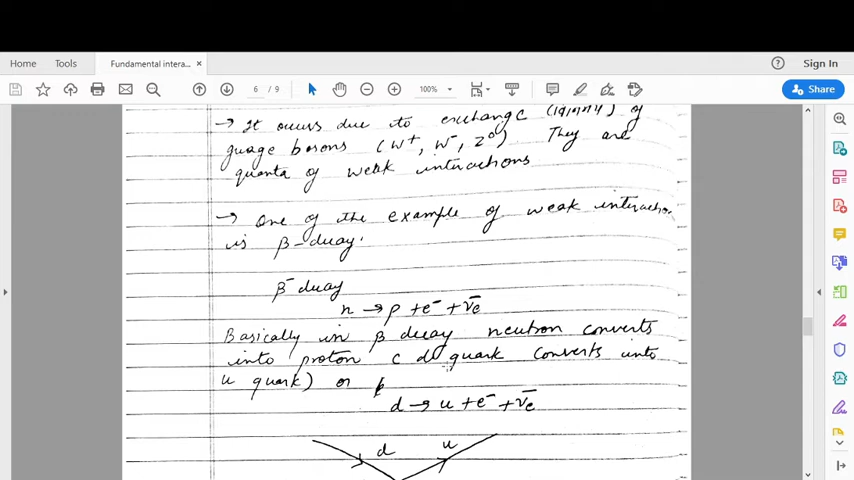 Home Tools Fundamental intera... × Sign In
6 / 9 100% Share
→ It occurs due to exchange of
guage bosons (W+, W-, Z0) They are
quanta of weak interactions
→ One of the example of weak interaction
is β-decay.
β- decay
n → p + e- + ν̅e
Basically in β decay neutron converts
into proton ( d quark converts into
u quark) or
d → u + e- + ν̅e
d u